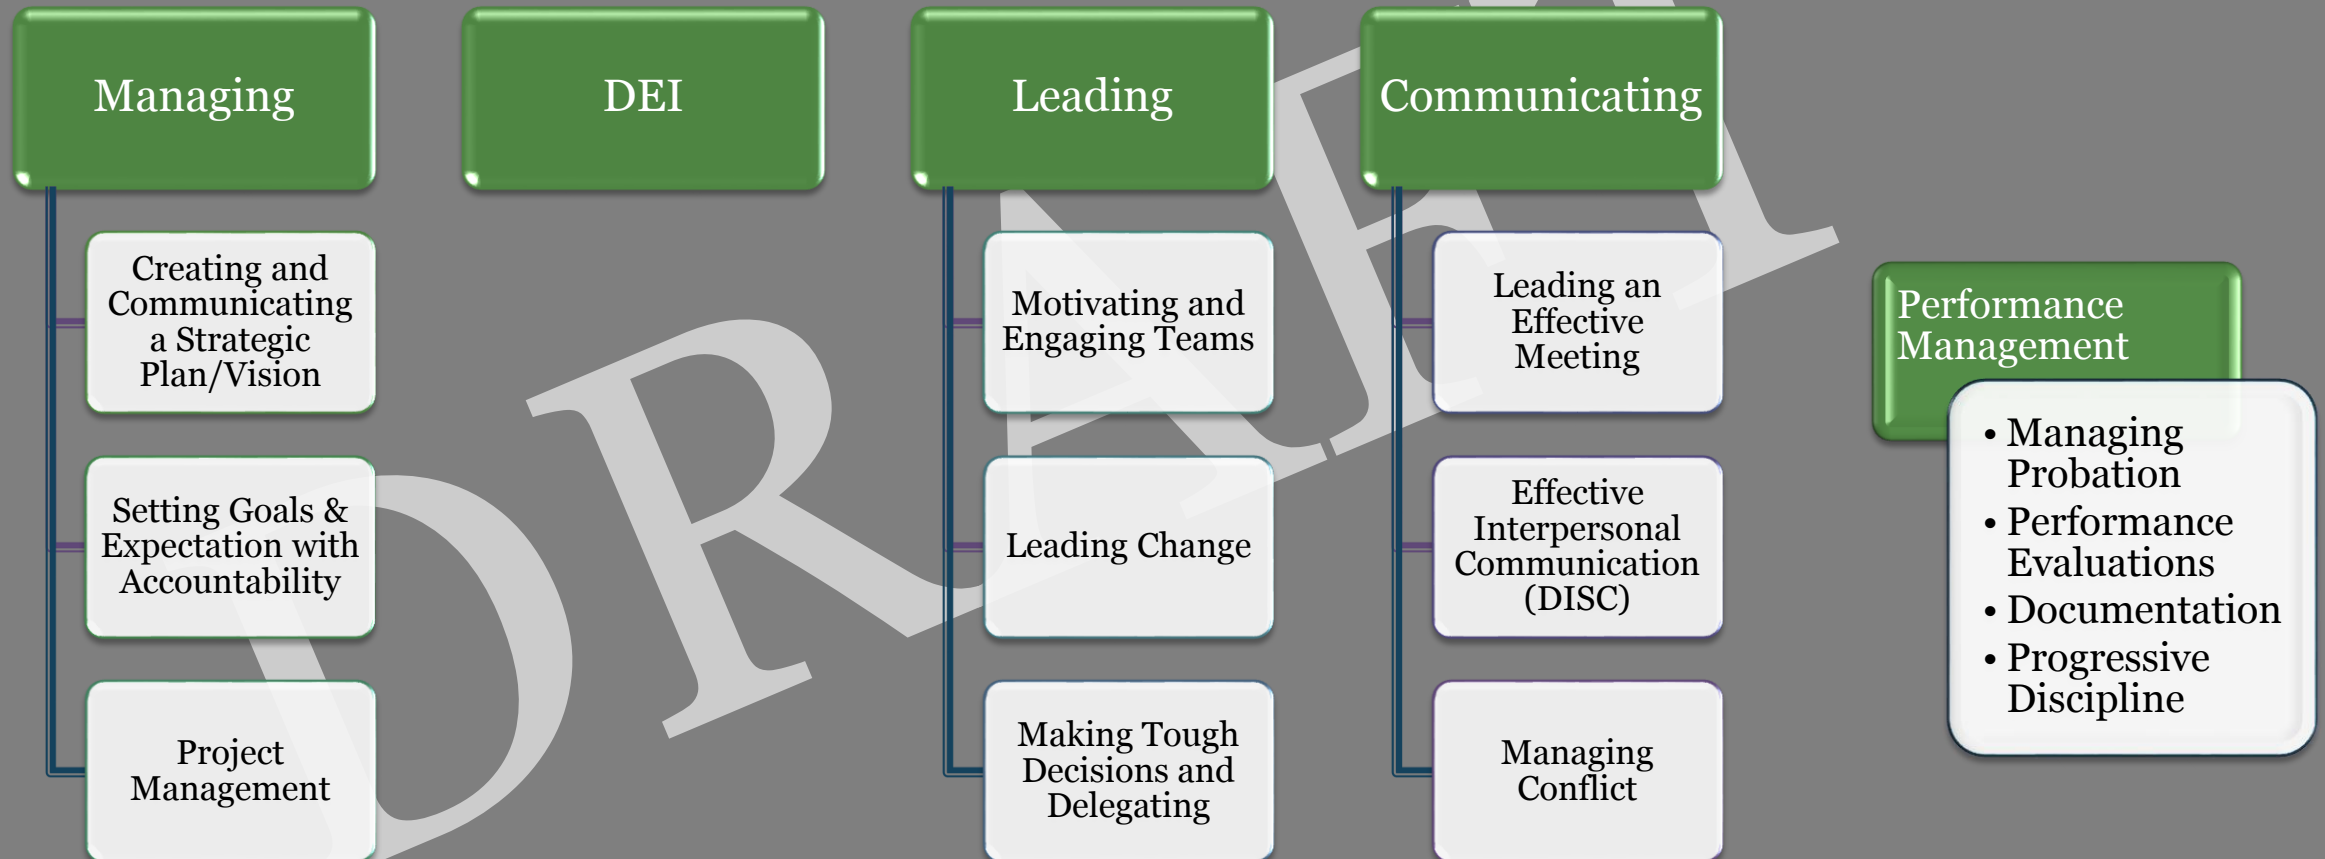 Managing
Creating and
Communicating
a Strategic
Plan/Vision
Setting Goals &
Expectation with
Accountability
Project
Management
DEI
Leading
Motivating and
Engaging Teams
Leading Change
Making Tough
Decisions and
Delegating
Communicating
Leading an
Effective
Meeting
Effective
Interpersonal
Communication
(DISC)
Managing
Conflict
Performance
Management
• Managing
Probation
• Performance
Evaluations
• Documentation
• Progressive
Discipline
DRAFT